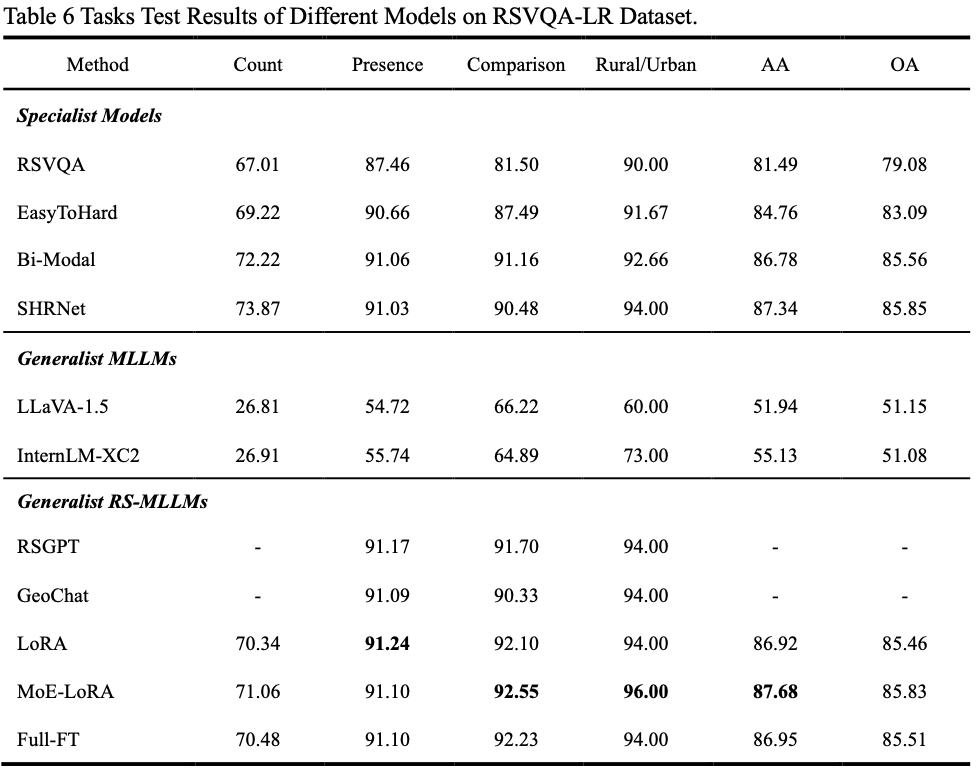 Table 6 Tasks Test Results of Different Models on RSVQA-LR Dataset.
Method Count Presence Comparison Rural/Urban AA OA
Specialist Models
RSVQA 67.01 87.46 81.50 90.00 81.49 79.08
EasyToHard 69.22 90.66 87.49 91.67 84.76 83.09
Bi-Modal 72.22 91.06 91.16 92.66 86.78 85.56
SHRNet 73.87 91.03 90.48 94.00 87.34 85.85
Generalist MLLMs
LLaVA-1.5 26.81 54.72 66.22 60.00 51.94 51.15
InternLM-XC2 26.91 55.74 64.89 73.00 55.13 51.08
Generalist RS-MLLMs
RSGPT - 91.17 91.70 94.00 - -
GeoChat - 91.09 90.33 94.00 - -
LoRA 70.34 91.24 92.10 94.00 86.92 85.46
MoE-LoRA 71.06 91.10 92.55 96.00 87.68 85.83
Full-FT 70.48 91.10 92.23 94.00 86.95 85.51